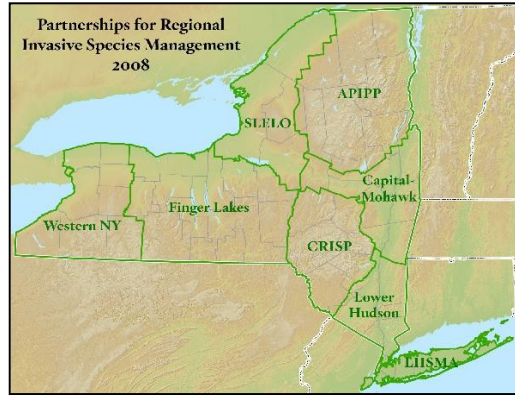 Partnerships for Regional
Invasive Species Management
2008
APIPP
SLELO
Capital-
Mohawk
Finger Lakes
Western NY
CRISP
Lower
Hudson
LIISMA